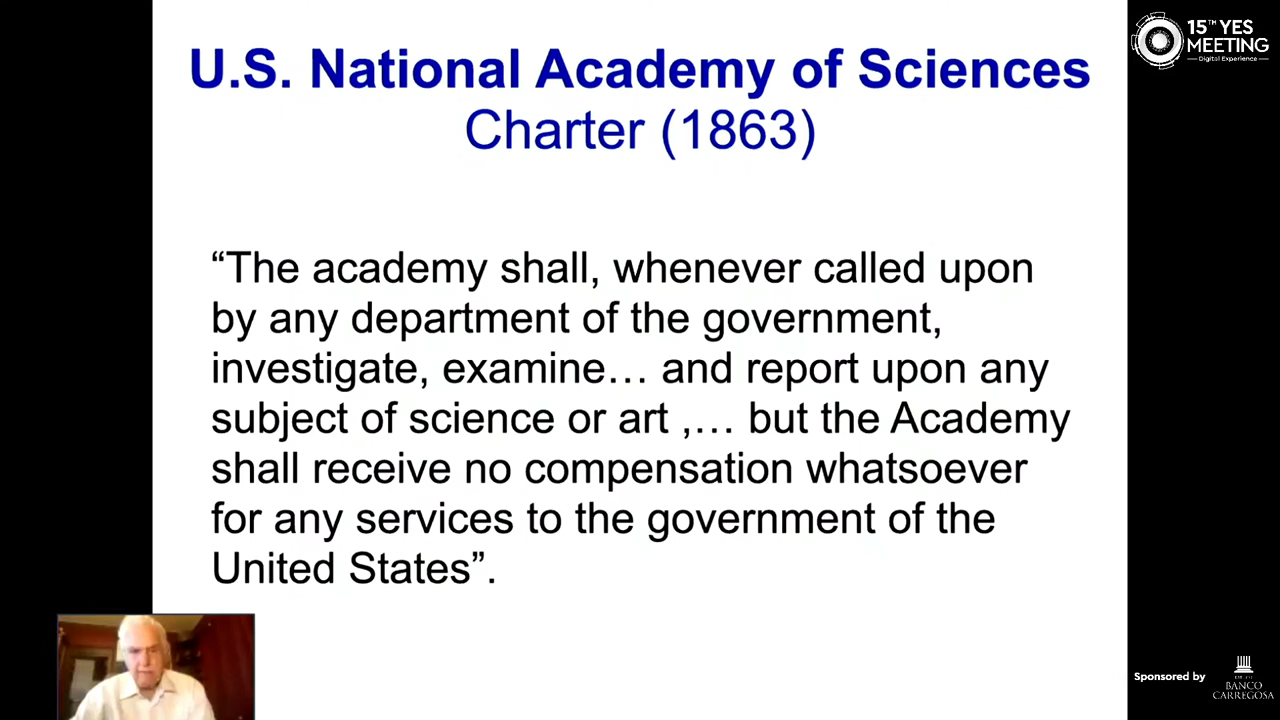 U.S. National Academy of Sciences
Charter (1863)
“The academy shall, whenever called upon
by any department of the government,
investigate, examine… and report upon any
subject of science or art ,… but the Academy
shall receive no compensation whatsoever
for any services to the government of the
United States”.
15TH YES
MEETING
Digital Experience
Sponsored by
BANCO
CARREGOSA